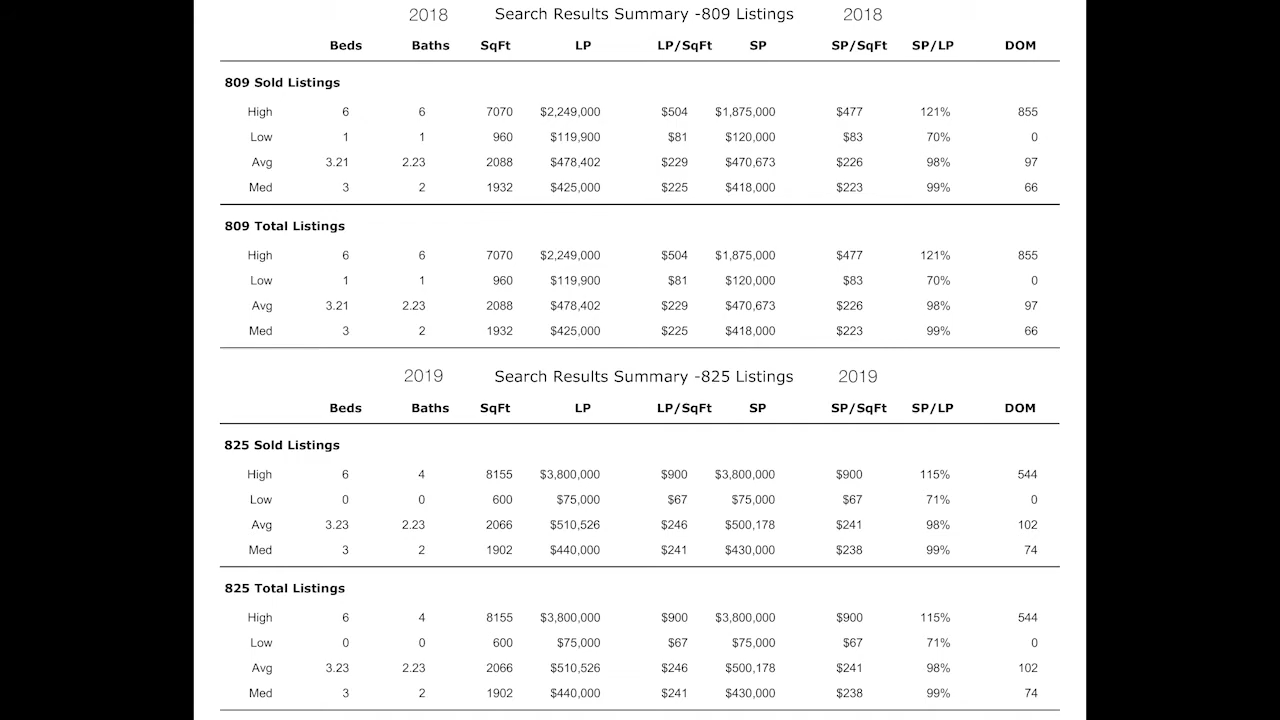 2018 Search Results Summary -809 Listings 2018
Beds Baths SqFt LP LP/SqFt SP SP/SqFt SP/LP DOM
809 Sold Listings
High 6 6 7070 $2,249,000 $504 $1,875,000 $477 121% 855
Low 1 1 960 $119,900 $81 $120,000 $83 70% 0
Avg 3.21 2.23 2088 $478,402 $229 $470,673 $226 98% 97
Med 3 2 1932 $425,000 $225 $418,000 $223 99% 66
809 Total Listings
High 6 6 7070 $2,249,000 $504 $1,875,000 $477 121% 855
Low 1 1 960 $119,900 $81 $120,000 $83 70% 0
Avg 3.21 2.23 2088 $478,402 $229 $470,673 $226 98% 97
Med 3 2 1932 $425,000 $225 $418,000 $223 99% 66
2019 Search Results Summary -825 Listings 2019
Beds Baths SqFt LP LP/SqFt SP SP/SqFt SP/LP DOM
825 Sold Listings
High 6 4 8155 $3,800,000 $900 $3,800,000 $900 115% 544
Low 0 0 600 $75,000 $67 $75,000 $67 71% 0
Avg 3.23 2.23 2066 $510,526 $246 $500,178 $241 98% 102
Med 3 2 1902 $440,000 $241 $430,000 $238 99% 74
825 Total Listings
High 6 4 8155 $3,800,000 $900 $3,800,000 $900 115% 544
Low 0 0 600 $75,000 $67 $75,000 $67 71% 0
Avg 3.23 2.23 2066 $510,526 $246 $500,178 $241 98% 102
Med 3 2 1902 $440,000 $241 $430,000 $238 99% 74